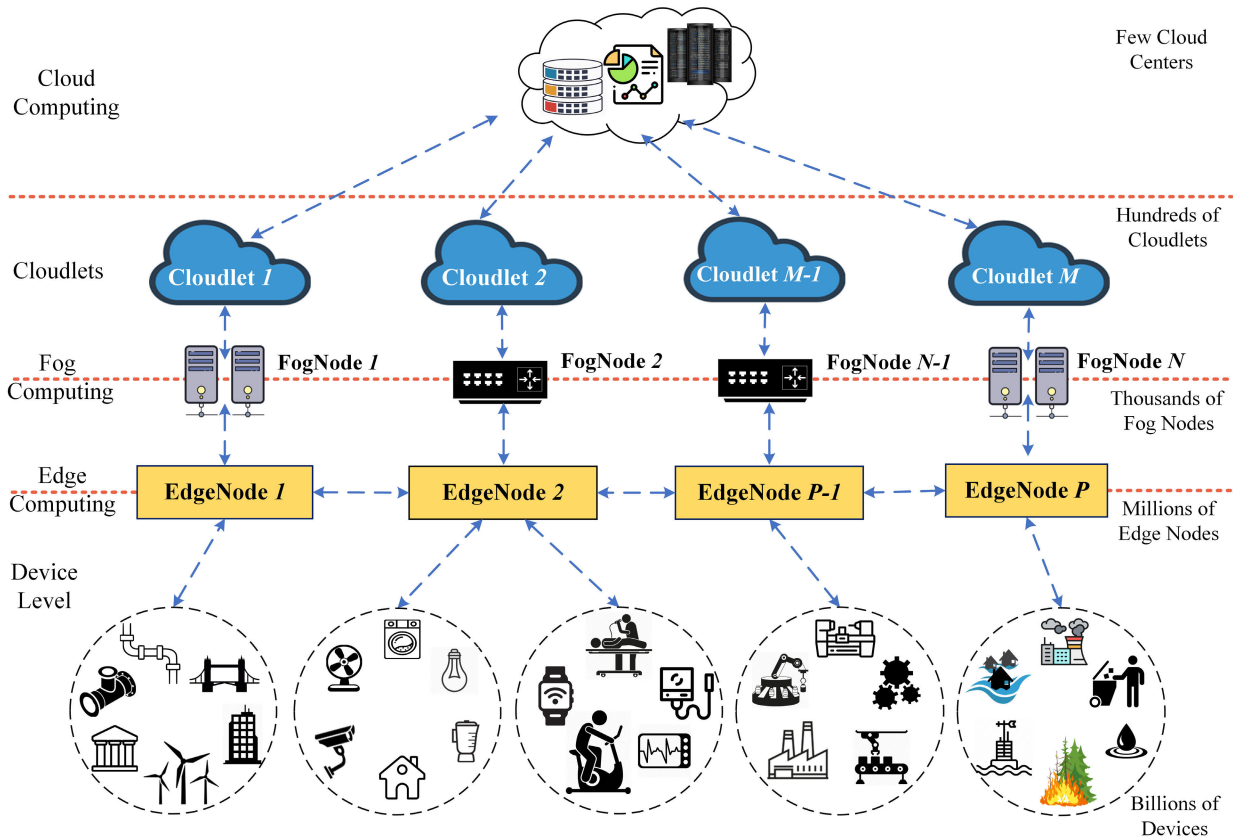 Cloud
Computing
Few Cloud
Centers
Hundreds of
Cloudlets
Cloudlets
Cloudlet 1
Cloudlet 2
Cloudlet M-1
Cloudlet M
Fog
Computing
FogNode 1
FogNode 2
FogNode N-1
FogNode N
Thousands of
Fog Nodes
Edge
Computing
EdgeNode 1
EdgeNode 2
EdgeNode P-1
EdgeNode P
Millions of
Edge Nodes
Device
Level
Billions of
Devices